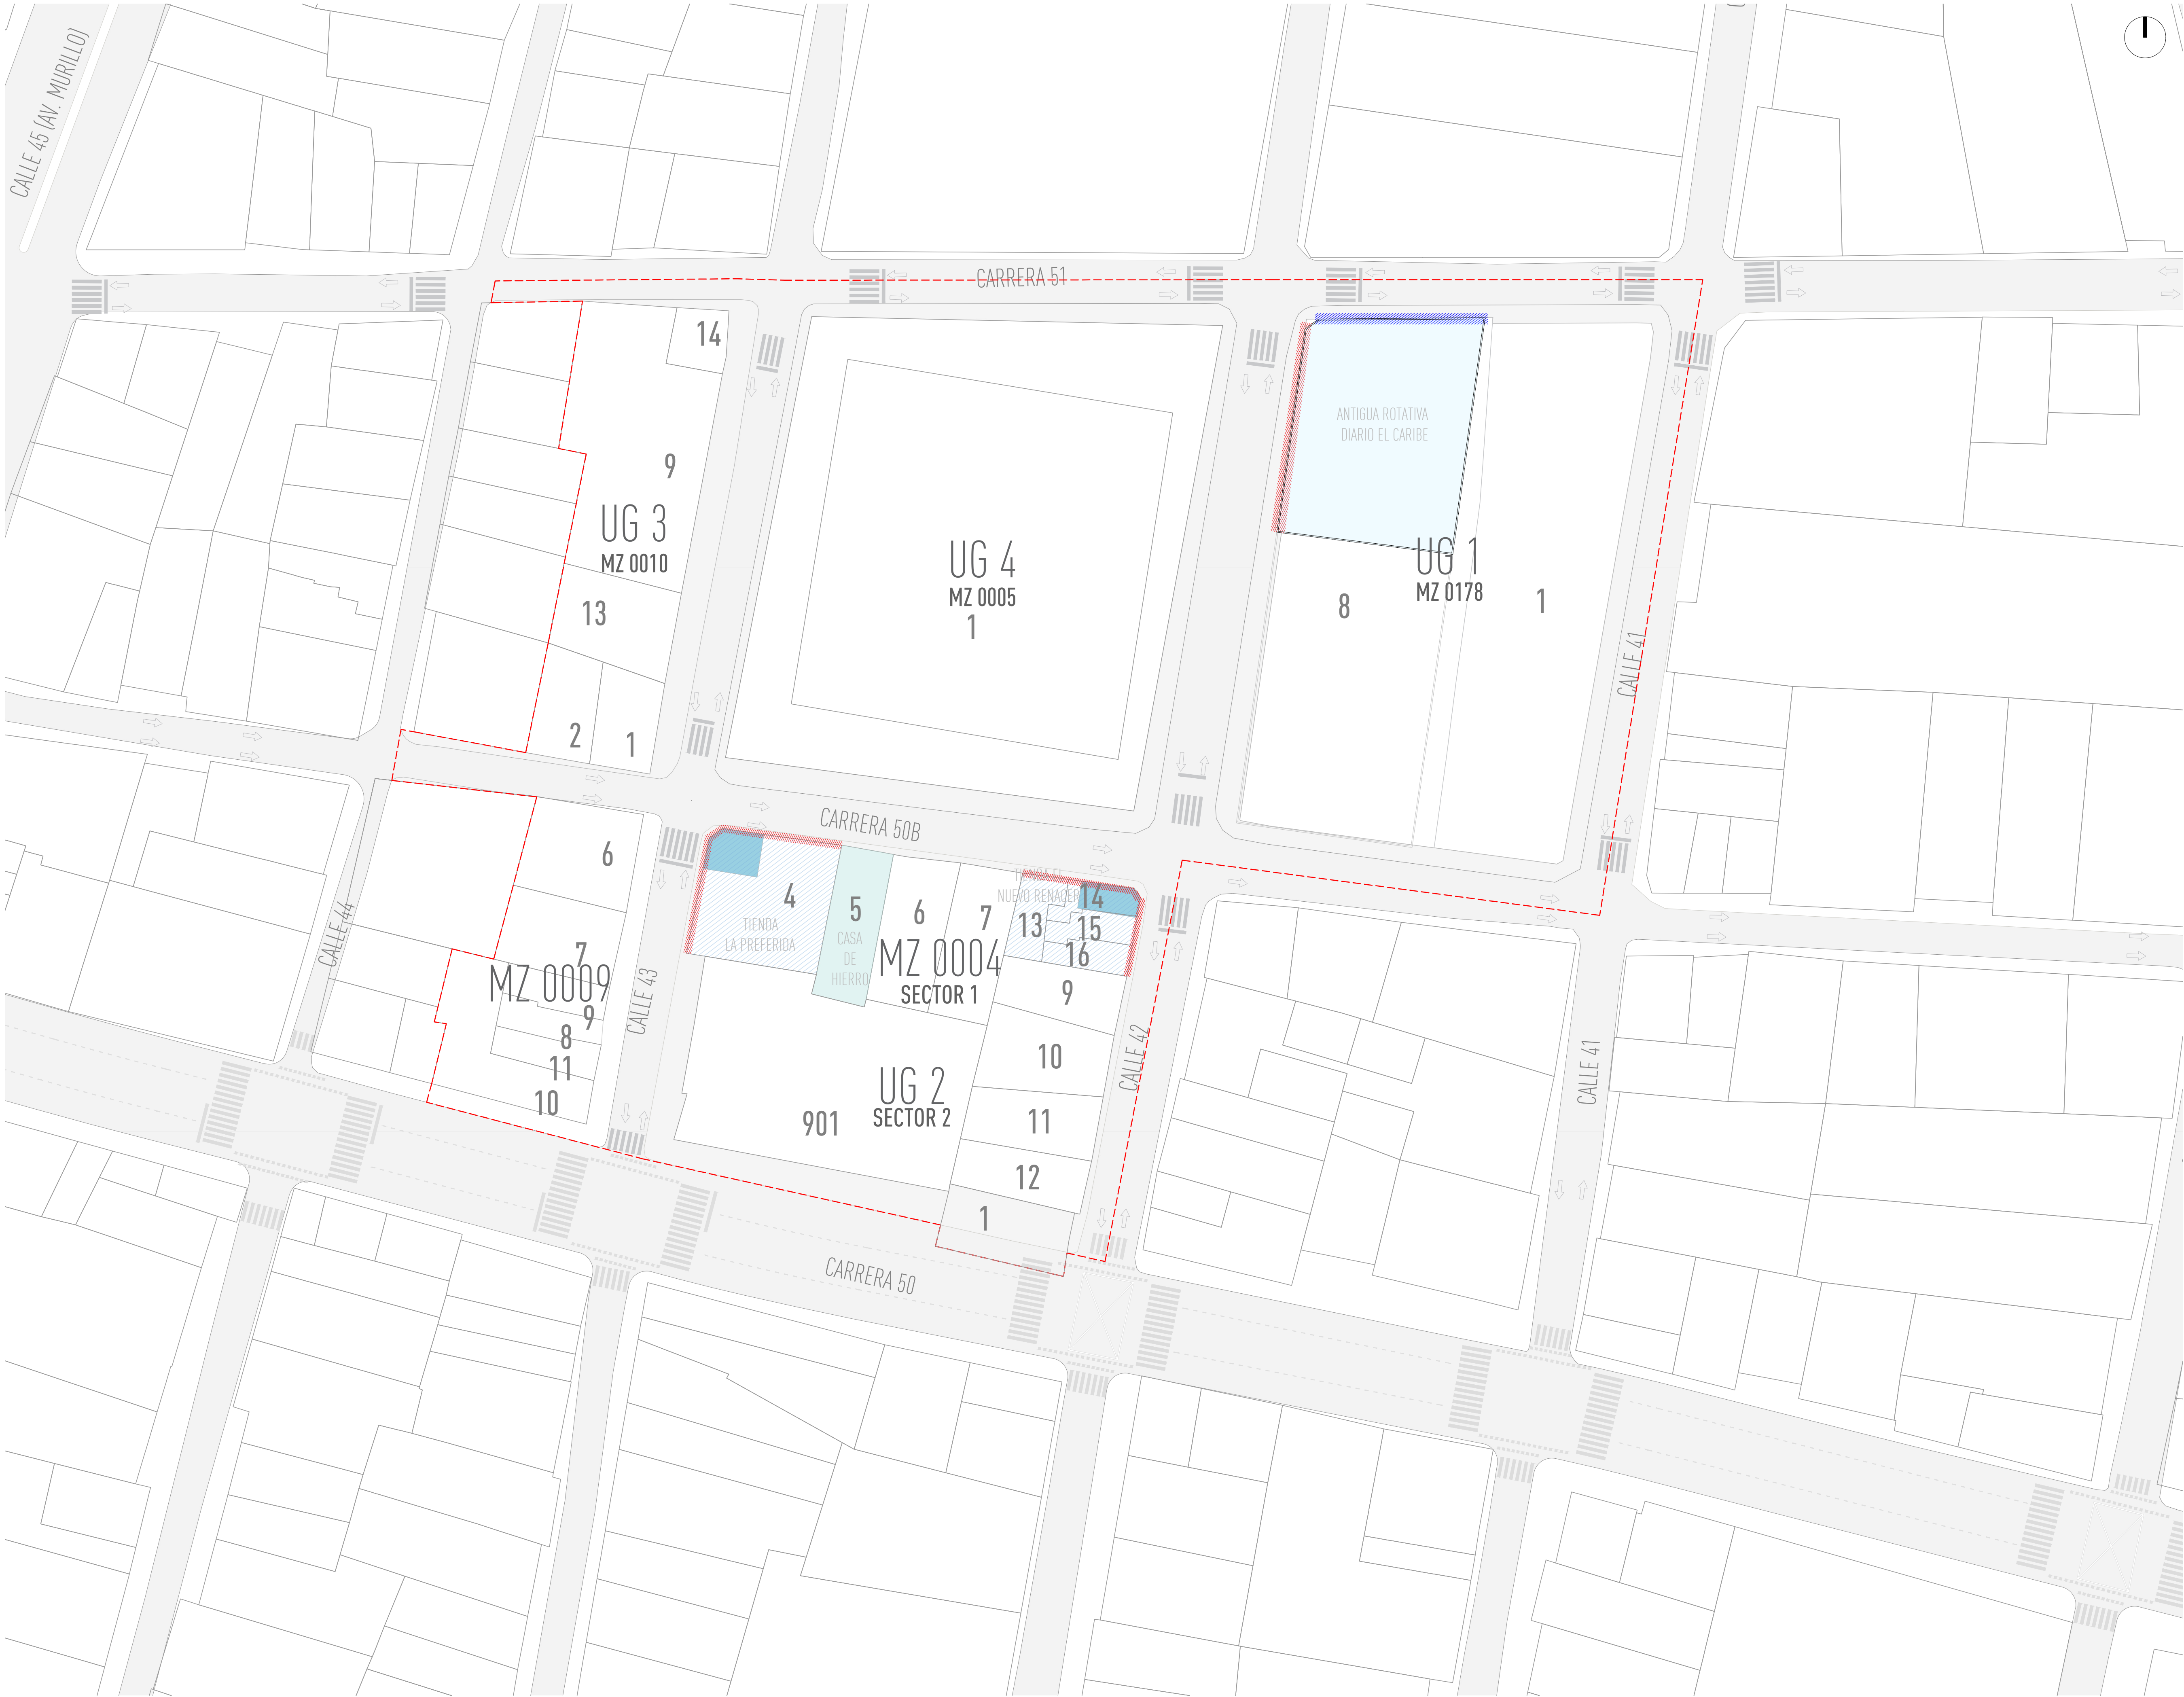 CALLE 45 (AV. MURILLO)
CARRERA 51
14
ANTIGUA ROTATIVA
DIARIO EL CARIBE
9
UG 3
MZ 0010
UG 4
MZ 0005
1
UG 1
MZ 0178
8
1
13
CALLE 41
2
1
CARRERA 50B
6
4
TIENDA
LA PREFERIDA
5
CASA
DE
HIERRO
6
7
NUEVO RENACER
13
14
15
16
CALLE 44
7
MZ 0009
MZ 0004
SECTOR 1
9
9
8
11
10
CALLE 43
10
CALLE 42
CALLE 41
UG 2
SECTOR 2
901
11
12
1
CARRERA 50